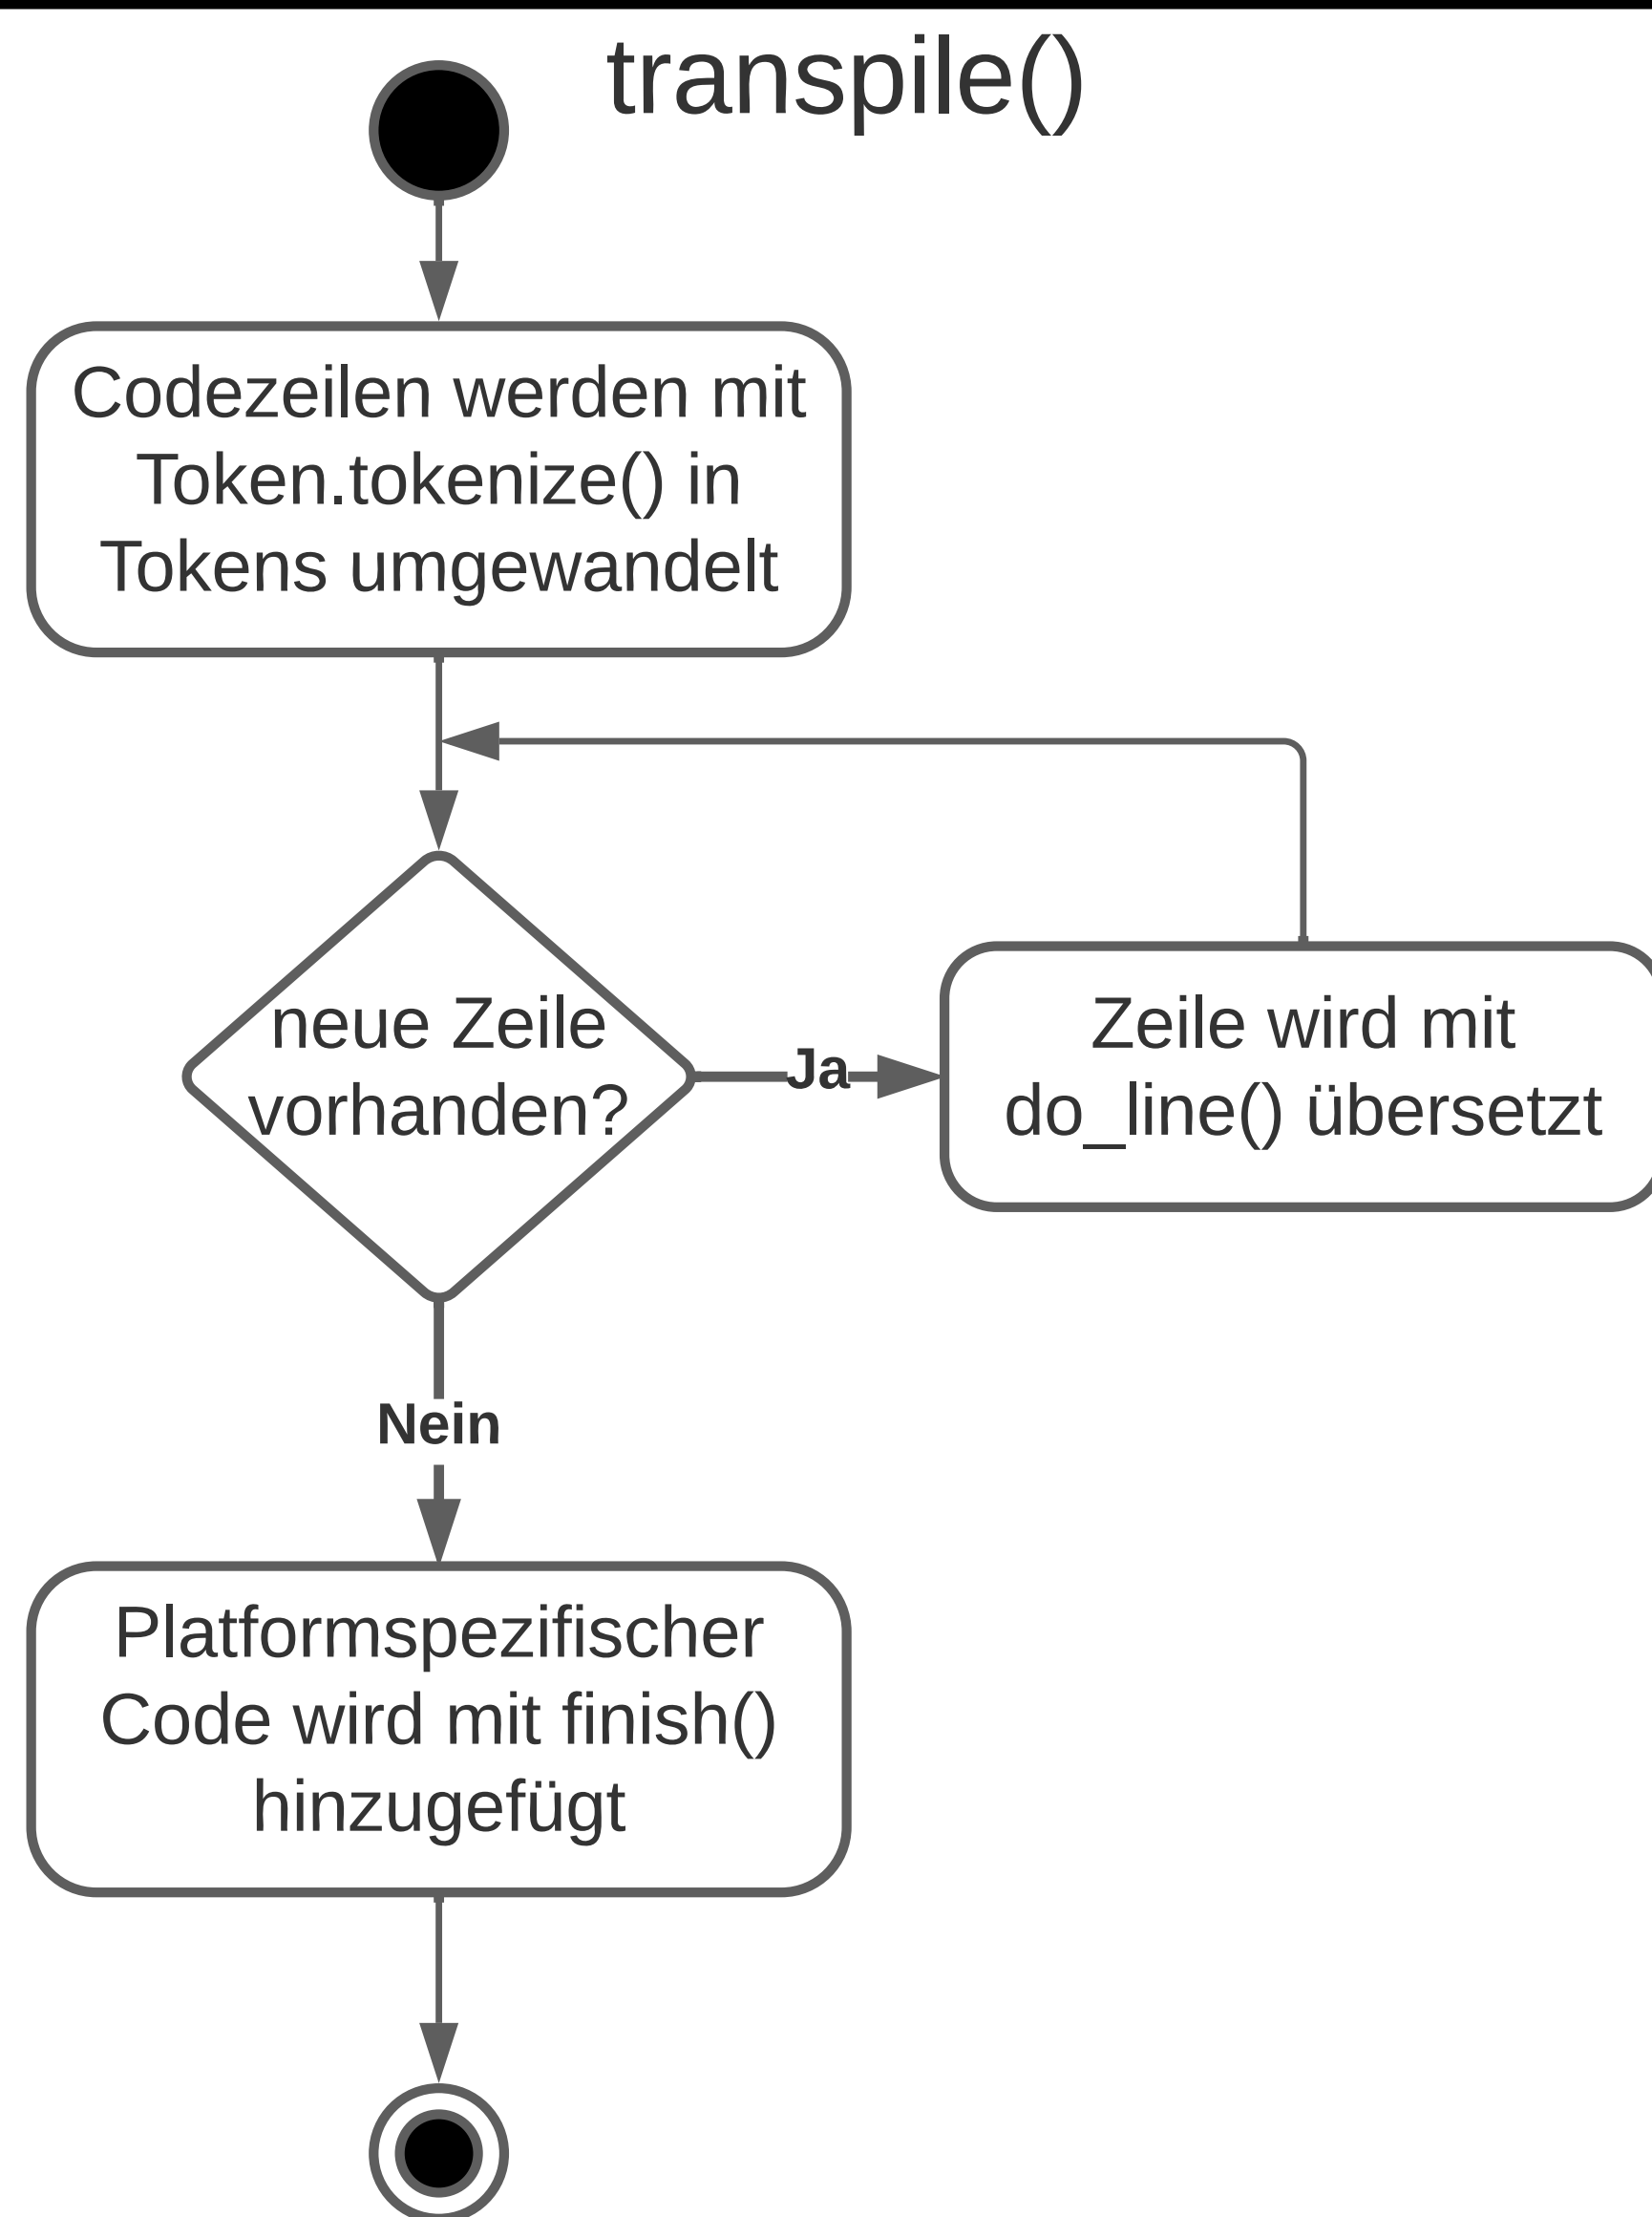 transpile()
Codezeilen werden mit
Token.tokenize() in
Tokens umgewandelt
neue Zeile
vorhanden?
Ja
Zeile wird mit
do_line() übersetzt
Nein
Platformspezifischer
Code wird mit finish()
hinzugefügt